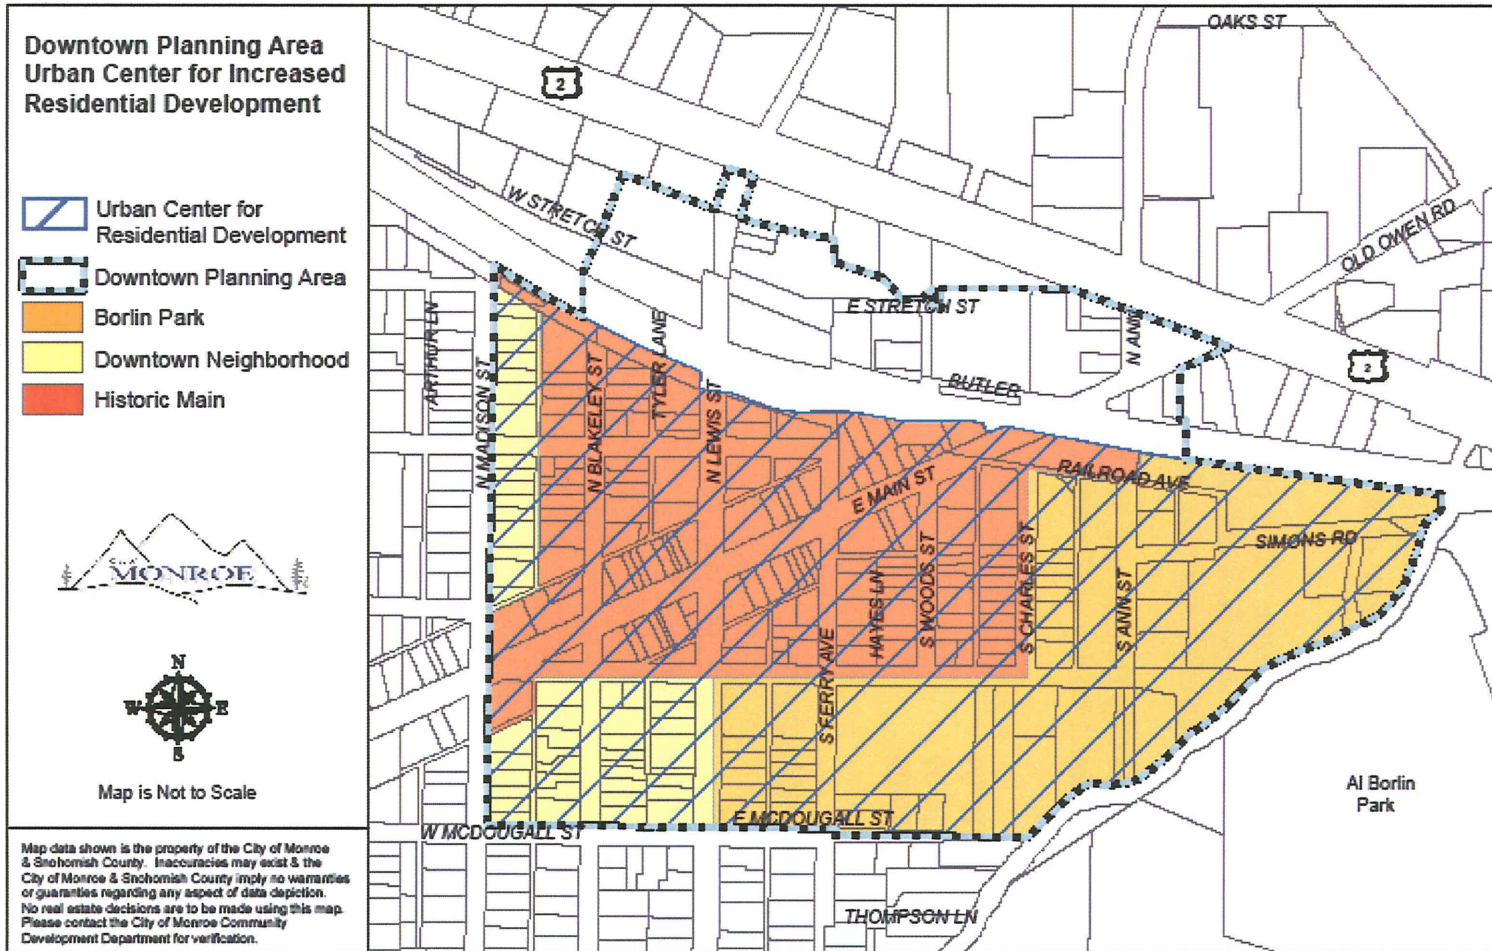 Downtown Planning Area
Urban Center for Increased
Residential Development
Urban Center for
Residential Development
Downtown Planning Area
Borlin Park
Downtown Neighborhood
Historic Main
MONROE
N
W E
S
Map is Not to Scale
Map data shown is the property of the City of Monroe
& Snohomish County. Inaccuracies may exist & the
City of Monroe & Snohomish County imply no warranties
or guaranties regarding any aspect of data depiction.
No real estate decisions are to be made using this map.
Please contact the City of Monroe Community
Development Department for verification.
OAKS ST
2
W STRETCH ST
OLD OWEN RD
E STRETCH ST
ARTHUR LN
N MADISON ST
N BLAKELEY ST
TYLER LANE
N LEWIS ST
N ANN
BUTLER
2
E MAIN ST
RAILROAD AVE
SIMONS RD
S FERRY AVE
HAYES LN
S WOODS ST
S CHARLES ST
S ANN ST
Al Borlin
Park
W MCDOUGALL ST
E MCDOUGALL ST
THOMPSON LN